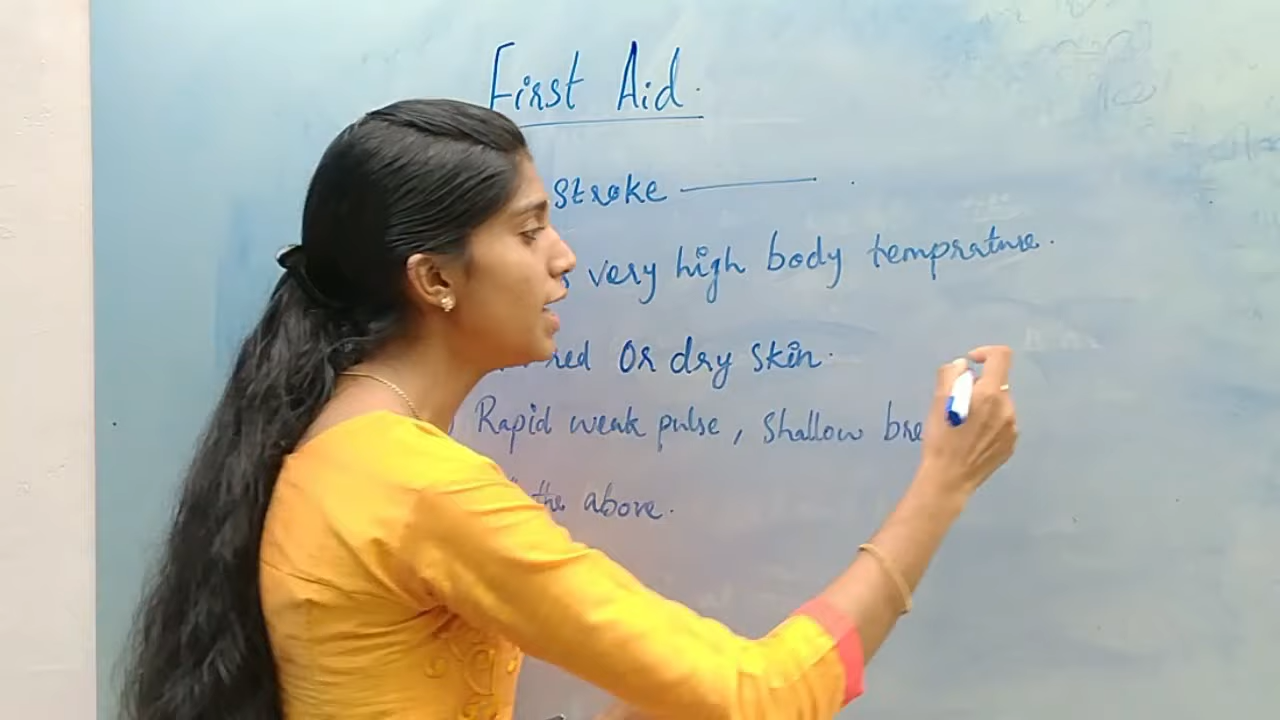 First Aid.
stroke — .
very high body temprature.
red Or dry skin.
Rapid weak pulse, shallow bre
the above.